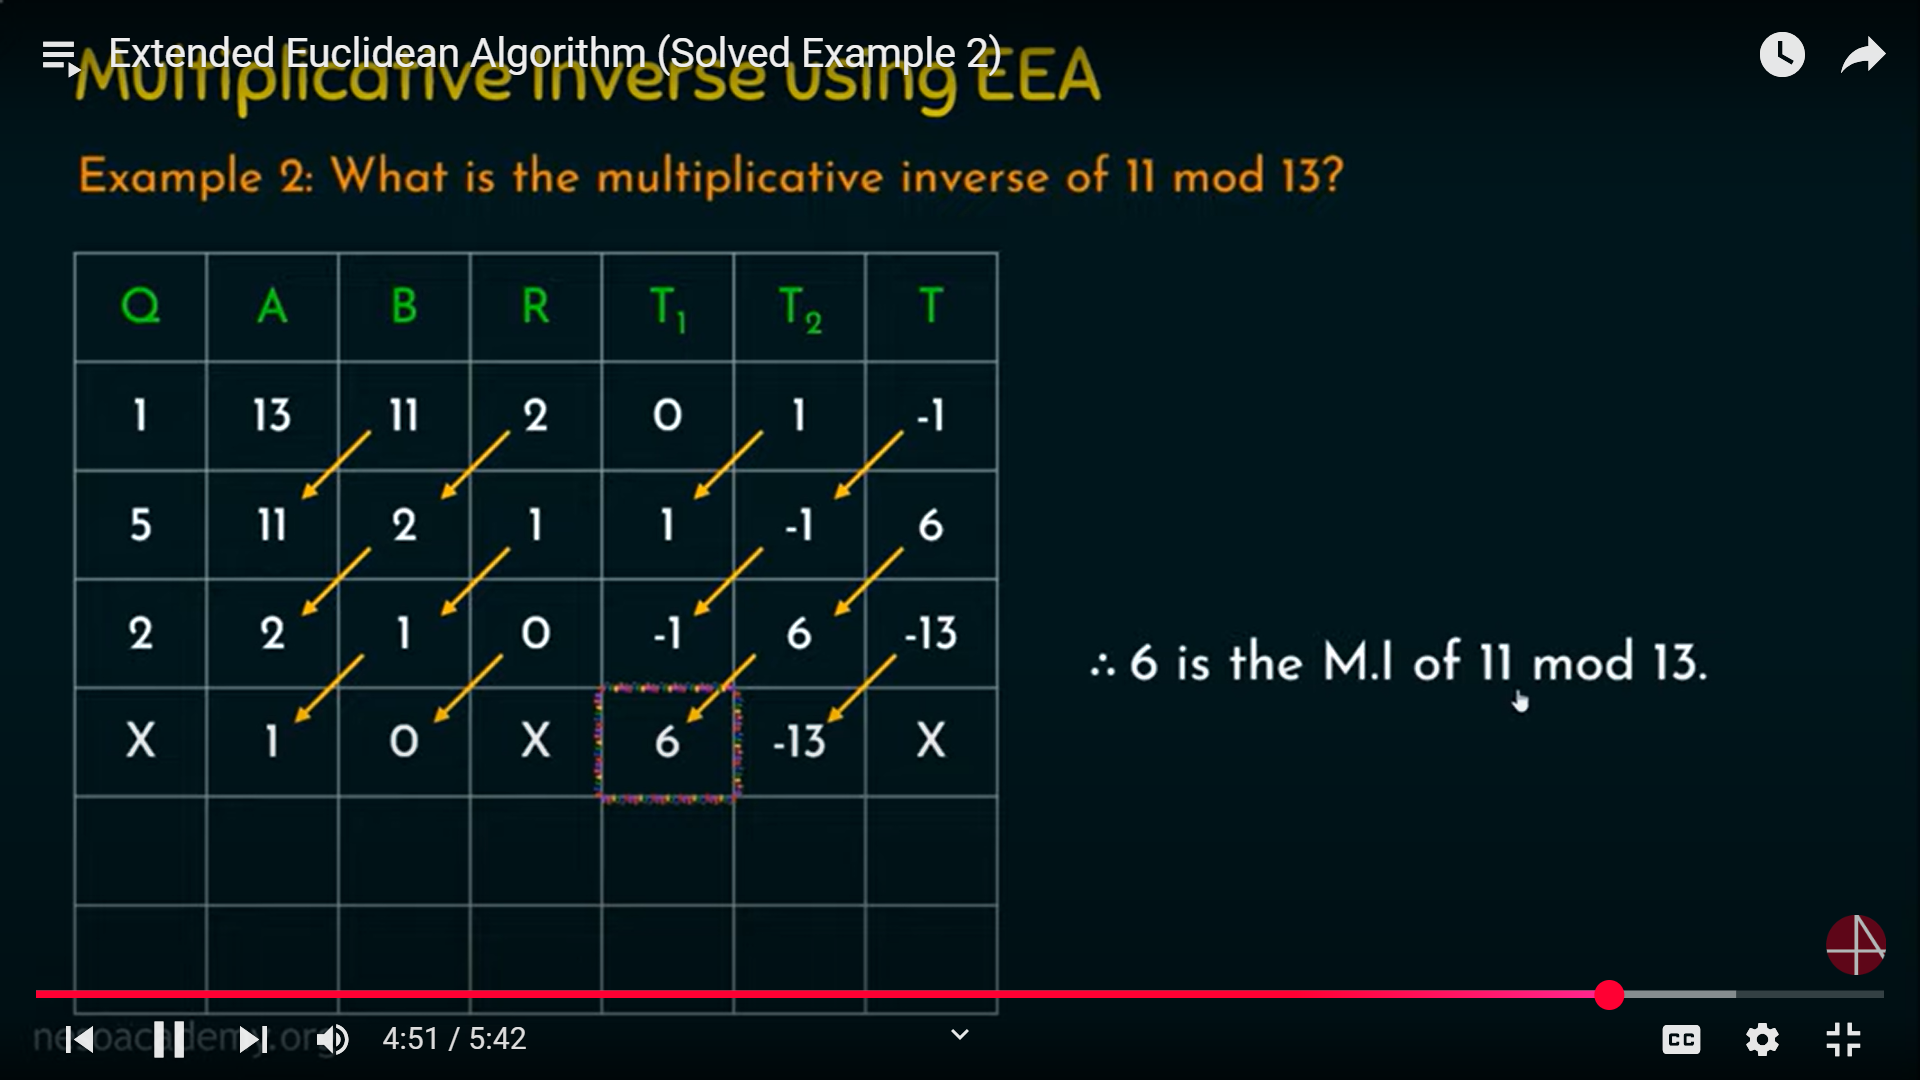 Extended Euclidean Algorithm (Solved Example 2)
Multiplicative Inverse using EEA
Example 2: What is the multiplicative inverse of 11 mod 13?
Q A B R T₁ T₂ T
1 13 11 2 0 1 -1
5 11 2 1 1 -1 6
2 2 1 0 -1 6 -13
∴ 6 is the M.I of 11 mod 13.
X 1 0 X 6 -13 X
nesoacademy.org
4:51 / 5:42
CC